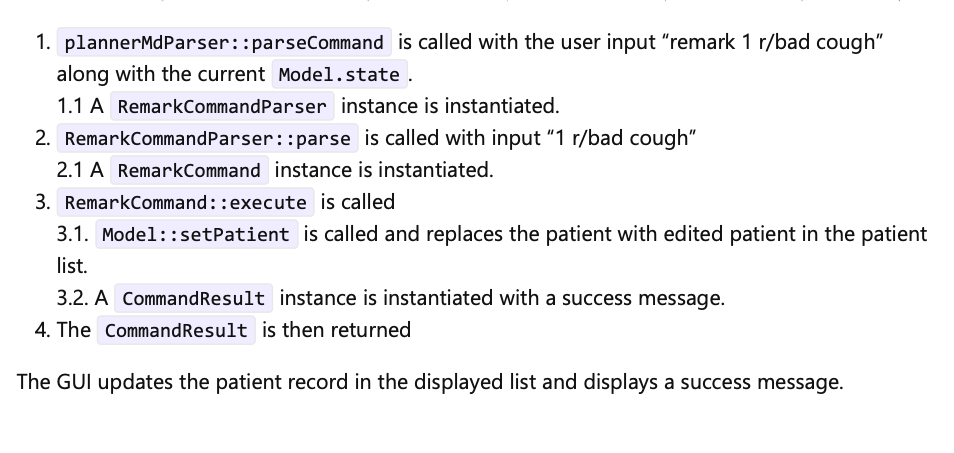 1. plannerMdParser::parseCommand is called with the user input “remark 1 r/bad cough”
along with the current Model.state .
1.1 A RemarkCommandParser instance is instantiated.
2. RemarkCommandParser::parse is called with input “1 r/bad cough”
2.1 A RemarkCommand instance is instantiated.
3. RemarkCommand::execute is called
3.1. Model::setPatient is called and replaces the patient with edited patient in the patient
list.
3.2. A CommandResult instance is instantiated with a success message.
4. The CommandResult is then returned
The GUI updates the patient record in the displayed list and displays a success message.